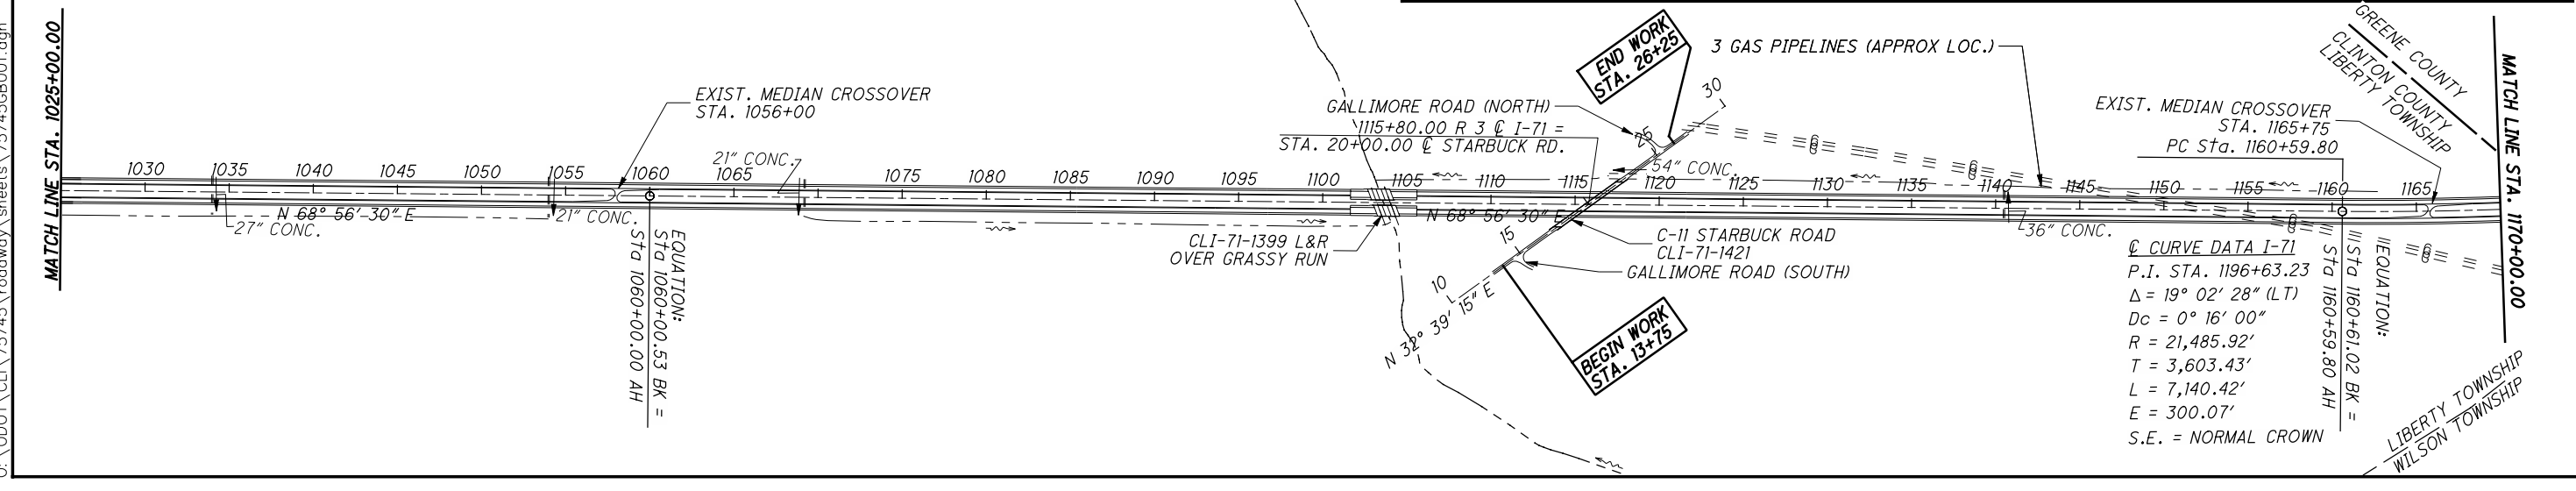 MATCH LINE STA. 1025+00.00
1030
1035
1040
1045
1050
1055
1060
1065
1075
1080
1085
1090
1095
1100
1105
1110
1115
1120
1125
1130
1135
1140
1145
1150
1155
1160
1165
EXIST. MEDIAN CROSSOVER
STA. 1056+00
21" CONC.
N 68° 56' 30" E
27" CONC.
21" CONC.
EQUATION:
Sta 1060+00.53 BK =
Sta 1060+00.00 AH
CLI-71-1399 L&R
OVER GRASSY RUN
GALLIMORE ROAD (NORTH)
1115+80.00 R 3 ℄ I-71 =
STA. 20+00.00 ℄ STARBUCK RD.
END WORK
STA. 26+25
30
25
3 GAS PIPELINES (APPROX LOC.)
54" CONC.
N 68° 56' 30" E
15
10
N 32° 39' 15" E
C-11 STARBUCK ROAD
CLI-71-1421
GALLIMORE ROAD (SOUTH)
BEGIN WORK
STA. 13+75
36" CONC.
G
G
G
G
G
G
G
G
GREENE COUNTY
CLINTON COUNTY
LIBERTY TOWNSHIP
EXIST. MEDIAN CROSSOVER
STA. 1165+75
PC Sta. 1160+59.80
℄ CURVE DATA I-71
P.I. STA. 1196+63.23
Δ = 19° 02' 28" (LT)
Dc = 0° 16' 00"
R = 21,485.92'
T = 3,603.43'
L = 7,140.42'
E = 300.07'
S.E. = NORMAL CROWN
EQUATION:
Sta 1160+61.02 BK =
Sta 1160+59.80 AH
MATCH LINE STA. 1170+00.00
LIBERTY TOWNSHIP
WILSON TOWNSHIP